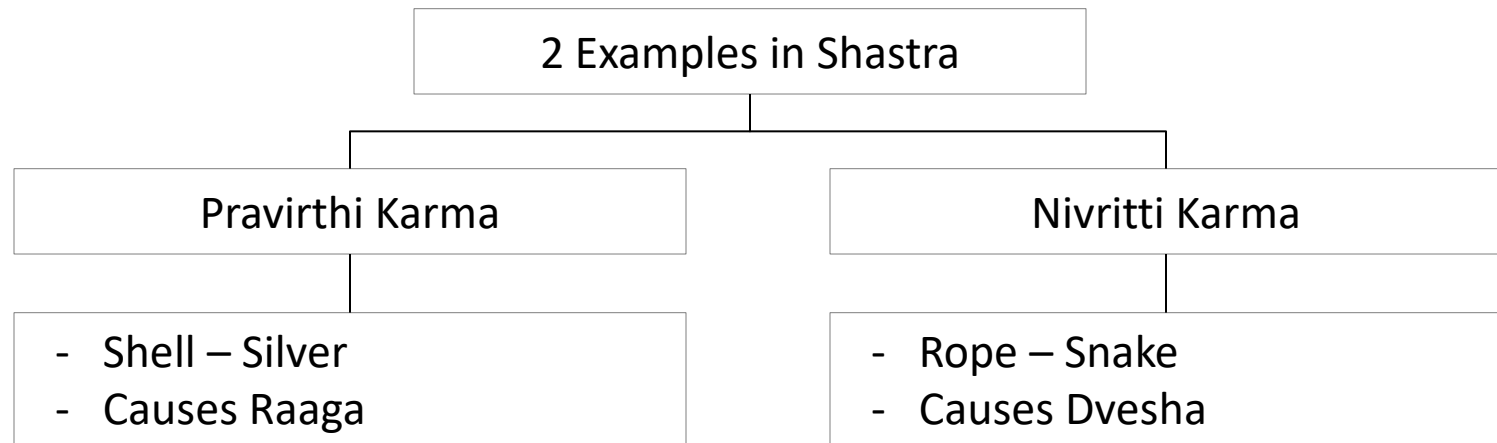 2 Examples in Shastra
Pravirthi Karma
Nivritti Karma
- Shell – Silver
- Causes Raaga
- Rope – Snake
- Causes Dvesha